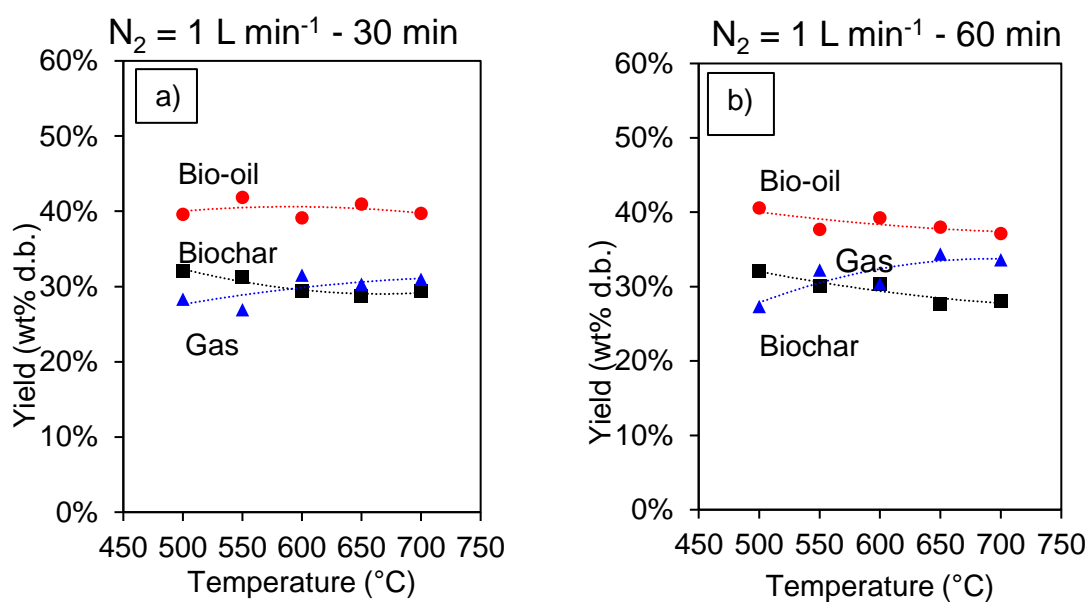 N₂ = 1 L min⁻¹ - 30 min
60%
a)
50%
Bio-oil
40%
Biochar
30%
Gas
20%
10%
0%
Yield (wt% d.b.)
450 500 550 600 650 700 750
Temperature (°C)
N₂ = 1 L min⁻¹ - 60 min
60%
b)
50%
Bio-oil
40%
Gas
30%
Biochar
20%
10%
0%
Yield (wt% d.b.)
450 500 550 600 650 700 750
Temperature (°C)